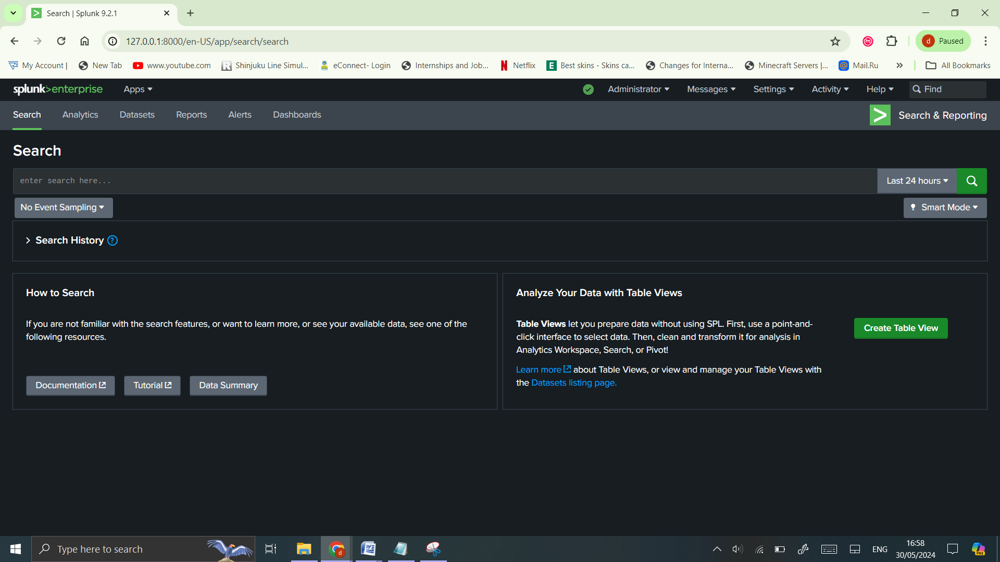 Search | Splunk 9.2.1
127.0.0.1:8000/en-US/app/search/search
d Paused
My Account | New Tab www.youtube.com Shinjuku Line Simul... eConnect- Login Internships and Job... Netflix Best skins - Skins ca... Changes for Interna... Minecraft Servers |... Mail.Ru All Bookmarks
splunk>enterprise Apps Administrator Messages Settings Activity Help Find
Search Analytics Datasets Reports Alerts Dashboards Search & Reporting
Search
enter search here... Last 24 hours
No Event Sampling Smart Mode
Search History ?
How to Search
If you are not familiar with the search features, or want to learn more, or see your available data, see one of the
following resources.
Documentation Tutorial Data Summary
Analyze Your Data with Table Views
Table Views let you prepare data without using SPL. First, use a point-and-
click interface to select data. Then, clean and transform it for analysis in
Analytics Workspace, Search, or Pivot!
Learn more about Table Views, or view and manage your Table Views with
the Datasets listing page.
Create Table View
Type here to search
ENG
16:58
30/05/2024
PRE